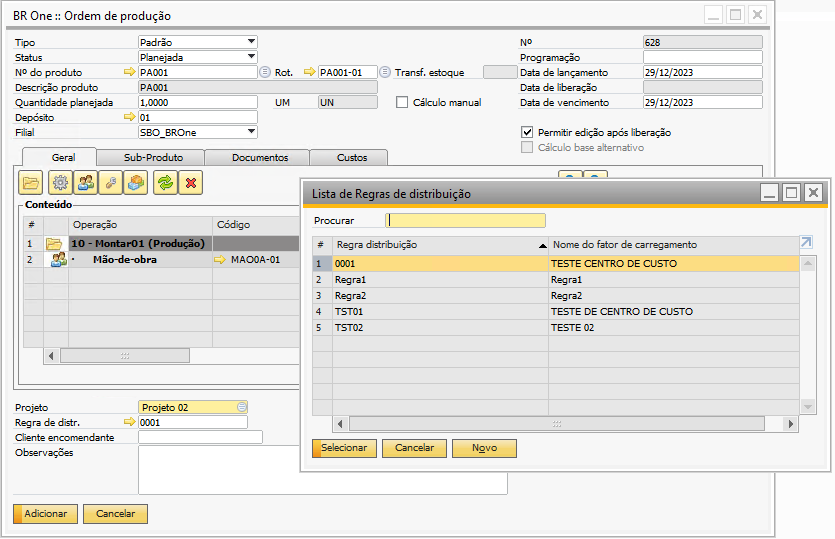 BR One :: Ordem de produção
Tipo Padrão Nº 628
Status Planejada Programação
Nº do produto PA001 Rot. PA001-01 Transf. estoque Data de lançamento 29/12/2023
Descrição produto PA001 Data de liberação
Quantidade planejada 1,0000 UM UN Cálculo manual Data de vencimento 29/12/2023
Depósito 01
Filial SBO_BROne
Permitir edição após liberação
Cálculo base alternativo
Geral Sub-Produto Documentos Custos
Conteúdo
# Operação Código
1 10 - Montar01 (Produção)
2 · Mão-de-obra MAO0A-01
Projeto Projeto 02
Regra de distr. 0001
Cliente encomendante
Observações
Adicionar Cancelar
Lista de Regras de distribuição
Procurar
# Regra distribuição Nome do fator de carregamento
1 0001 TESTE CENTRO DE CUSTO
2 Regra1 Regra1
3 Regra2 Regra2
4 TST01 TESTE DE CENTRO DE CUSTO
5 TST02 TESTE 02
Selecionar Cancelar Novo